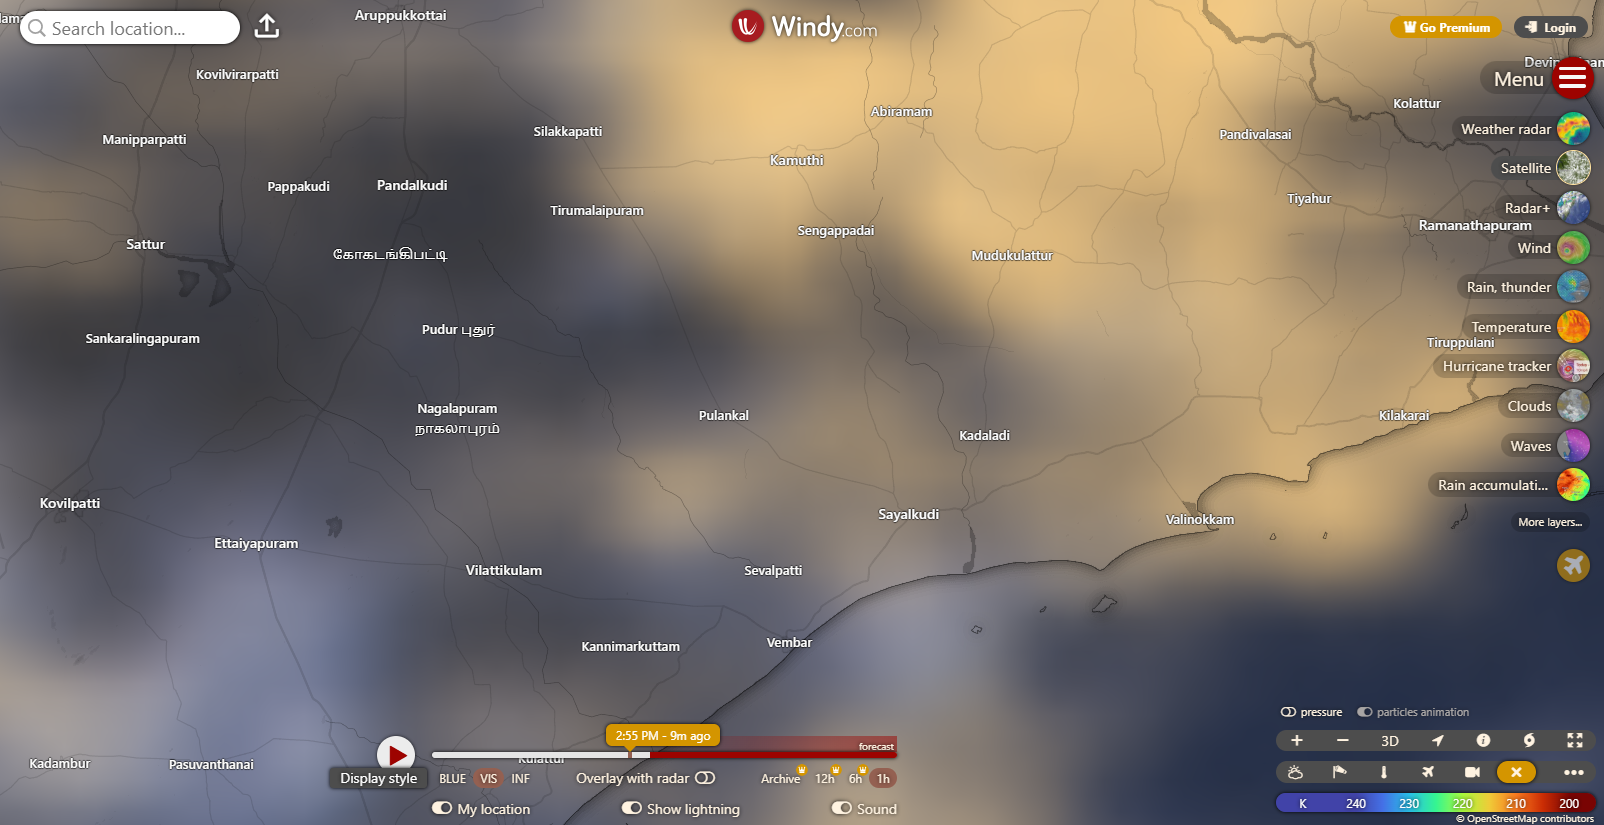 Aruppukkottai
Search location...
Windy.com
Go Premium
Login
Kovilvirarpatti
Menu
Kolattur
Abiramam
Manipparpatti
Silakkapatti
Pandivalasai
Weather radar
Kamuthi
Satellite
Pappakudi
Pandalkudi
Tirumalaipuram
Tiyahur
Radar+
Sengappadai
Ramanathapuram
Sattur
கோகடங்கிபட்டி
Mudukulattur
Wind
Rain, thunder
Pudur புதுர்
Temperature
Sankaralingapuram
Tiruppulani
Hurricane tracker
Nagalapuram
நாகலாபுரம்
Pulankal
Kilakarai
Clouds
Kadaladi
Waves
Rain accumulati...
Kovilpatti
Sayalkudi
Valinokkam
More layers...
Ettaiyapuram
Vilattikulam
Sevalpatti
Kannimarkuttam
Vembar
pressure
particles animation
2:55 PM - 9m ago
forecast
3D
Kadambur
Pasuvanthanai
Kulattur
Display style
BLUE
VIS
INF
Overlay with radar
Archive
12h
6h
1h
My location
Show lightning
Sound
K 240 230 220 210 200
© OpenStreetMap contributors